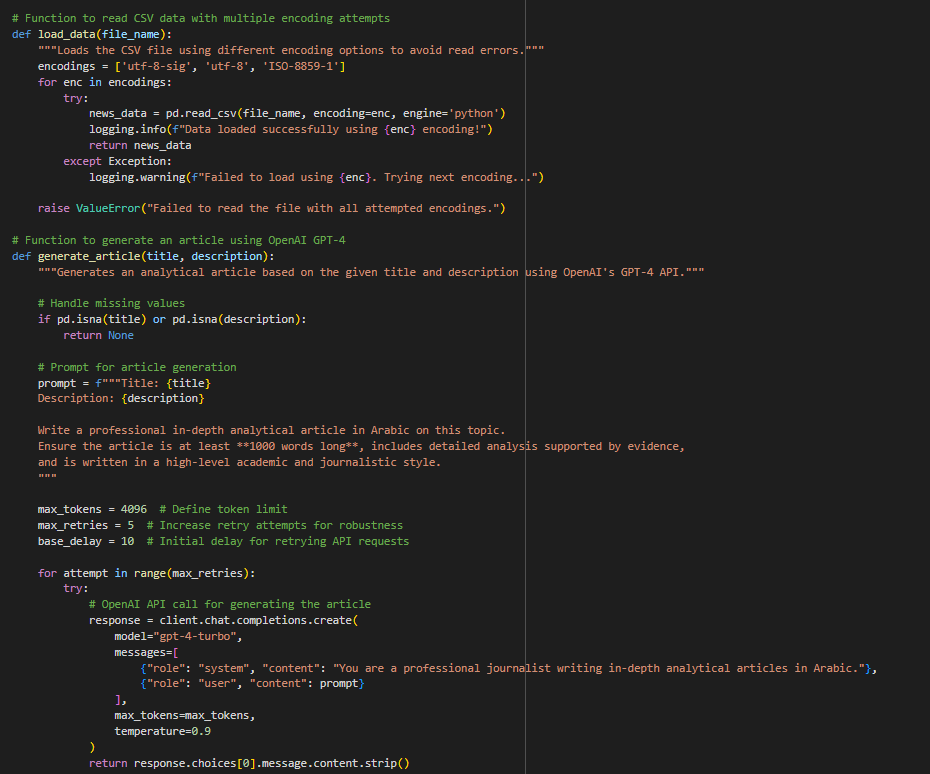 # Function to read CSV data with multiple encoding attempts
def load_data(file_name):
    """Loads the CSV file using different encoding options to avoid read errors."""
    encodings = ['utf-8-sig', 'utf-8', 'ISO-8859-1']
    for enc in encodings:
        try:
            news_data = pd.read_csv(file_name, encoding=enc, engine='python')
            logging.info(f"Data loaded successfully using {enc} encoding!")
            return news_data
        except Exception:
            logging.warning(f"Failed to load using {enc}. Trying next encoding...")

    raise ValueError("Failed to read the file with all attempted encodings.")

# Function to generate an article using OpenAI GPT-4
def generate_article(title, description):
    """Generates an analytical article based on the given title and description using OpenAI's GPT-4 API."""

    # Handle missing values
    if pd.isna(title) or pd.isna(description):
        return None

    # Prompt for article generation
    prompt = f"""Title: {title}
    Description: {description}

    Write a professional in-depth analytical article in Arabic on this topic.
    Ensure the article is at least **1000 words long**, includes detailed analysis supported by evidence,
    and is written in a high-level academic and journalistic style.
    """

    max_tokens = 4096  # Define token limit
    max_retries = 5  # Increase retry attempts for robustness
    base_delay = 10  # Initial delay for retrying API requests

    for attempt in range(max_retries):
        try:
            # OpenAI API call for generating the article
            response = client.chat.completions.create(
                model="gpt-4-turbo",
                messages=[
                    {"role": "system", "content": "You are a professional journalist writing in-depth analytical articles in Arabic."},
                    {"role": "user", "content": prompt}
                ],
                max_tokens=max_tokens,
                temperature=0.9
            )
            return response.choices[0].message.content.strip()